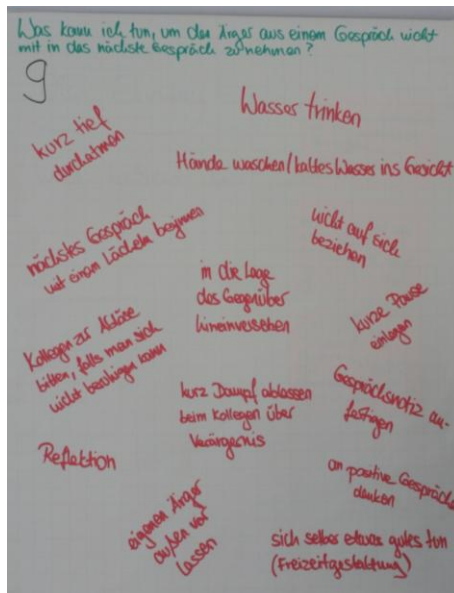 Was kann ich tun, um den Ärger aus einem Gespräch nicht
mit in das nächste Gespräch zu nehmen?
9
Wasser trinken
kurz tief
durchatmen
Hände waschen/kaltes Wasser ins Gesicht
nächstes Gespräch
mit einem Lächeln beginnen
nicht auf sich
beziehen
in die Lage
des Gegenüber
hineinversehen
kurze Pause
einlegen
Kollegen zur Ablöse
bitten, falls man sich
nicht beruhigen kann
kurz Dampf ablassen
beim Kollegen über
Verärgernis
Gesprächsnotiz an-
fertigen
Reflektion
an positive Gespräche
denken
eigenen Ärger
außen vor
lassen
sich selber etwas gutes tun
(Freizeitgestaltung)